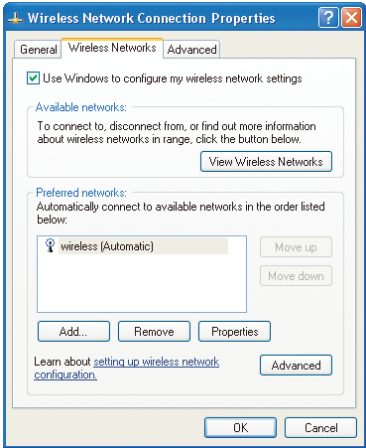 Wireless Network Connection Properties
General Wireless Networks Advanced
Use Windows to configure my wireless network settings
Available networks:
To connect to, disconnect from, or find out more information
about wireless networks in range, click the button below.
View Wireless Networks
Preferred networks:
Automatically connect to available networks in the order listed
below:
wireless (Automatic)
Move up
Move down
Add... Remove Properties
Learn about setting up wireless network
configuration.
Advanced
OK Cancel